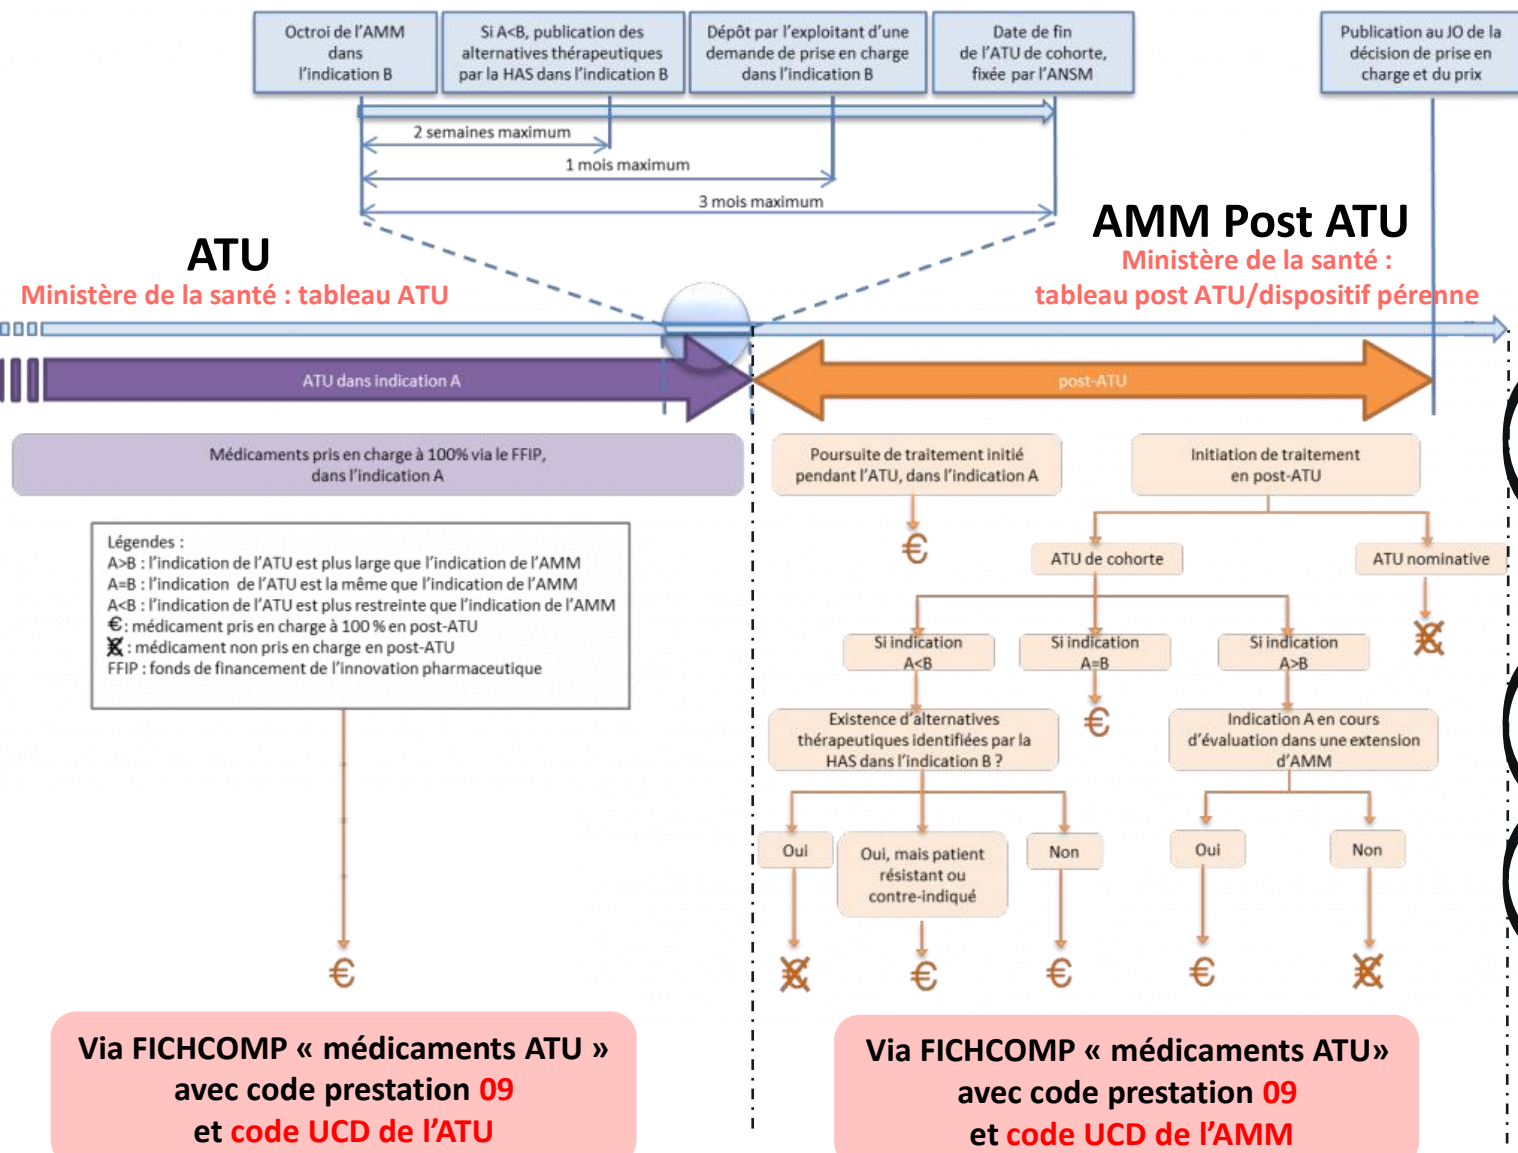 Octroi de l'AMM
dans
l'indication B
Si A<B, publication des
alternatives thérapeutiques
par la HAS dans l'indication B
Dépôt par l'exploitant d'une
demande de prise en charge
dans l'indication B
Date de fin
de l'ATU de cohorte,
fixée par l'ANSM
Publication au JO de la
décision de prise en
charge et du prix
2 semaines maximum
1 mois maximum
3 mois maximum
ATU
Ministère de la santé : tableau ATU
AMM Post ATU
Ministère de la santé :
tableau post ATU/dispositif pérenne
ATU dans indication A
post-ATU
Médicaments pris en charge à 100% via le FFIP,
dans l'indication A
Poursuite de traitement initié
pendant l'ATU, dans l'indication A
Initiation de traitement
en post-ATU
€
Légendes :
A>B : l'indication de l'ATU est plus large que l'indication de l'AMM
A=B : l'indication de l'ATU est la même que l'indication de l'AMM
A<B : l'indication de l'ATU est plus restreinte que l'indication de l'AMM
€ : médicament pris en charge à 100 % en post-ATU
€ : médicament non pris en charge en post-ATU
FFIP : fonds de financement de l'innovation pharmaceutique
ATU de cohorte
ATU nominative
€
Si indication
A<B
Si indication
A=B
Si indication
A>B
€
Existence d'alternatives
thérapeutiques identifiées par la
HAS dans l'indication B ?
Indication A en cours
d'évaluation dans une extension
d'AMM
Oui
Oui, mais patient
résistant ou
contre-indiqué
Non
Oui
Non
€
€
€
€
€
€
Via FICHCOMP « médicaments ATU »
avec code prestation 09
et code UCD de l'ATU
Via FICHCOMP « médicaments ATU»
avec code prestation 09
et code UCD de l'AMM